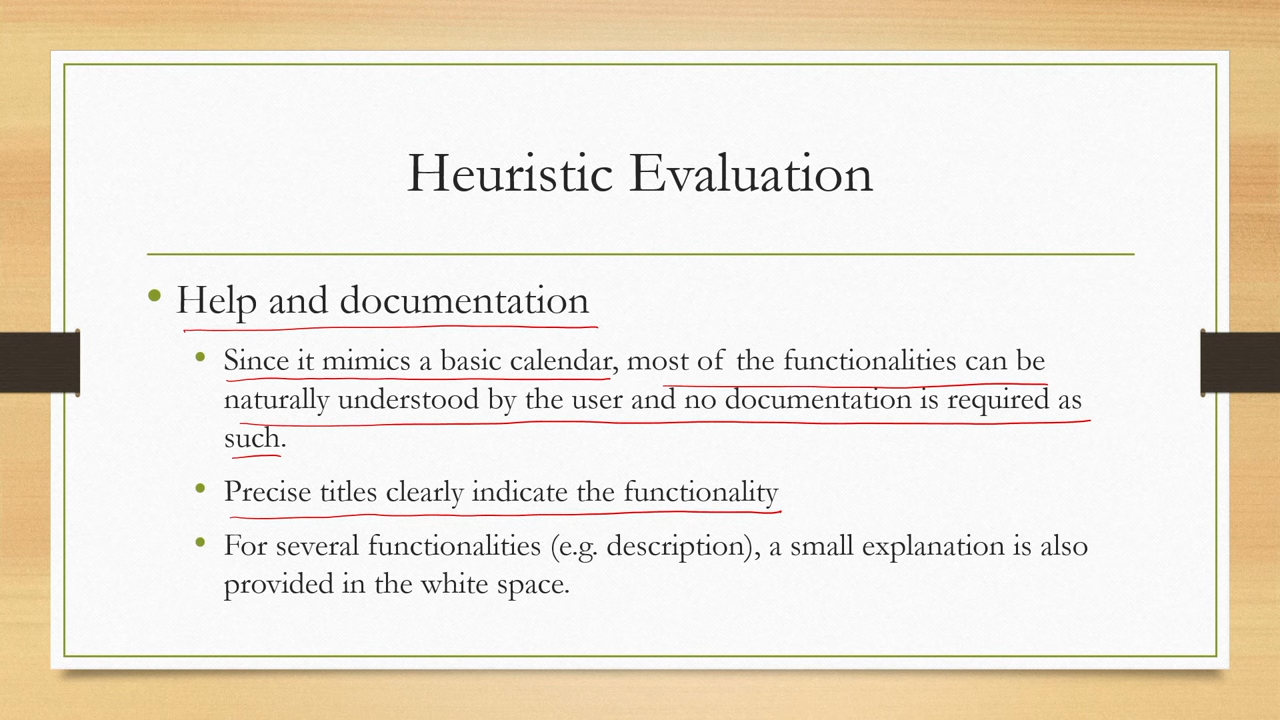 Heuristic Evaluation
• Help and documentation
• Since it mimics a basic calendar, most of the functionalities can be
naturally understood by the user and no documentation is required as
such.
• Precise titles clearly indicate the functionality
• For several functionalities (e.g. description), a small explanation is also
provided in the white space.